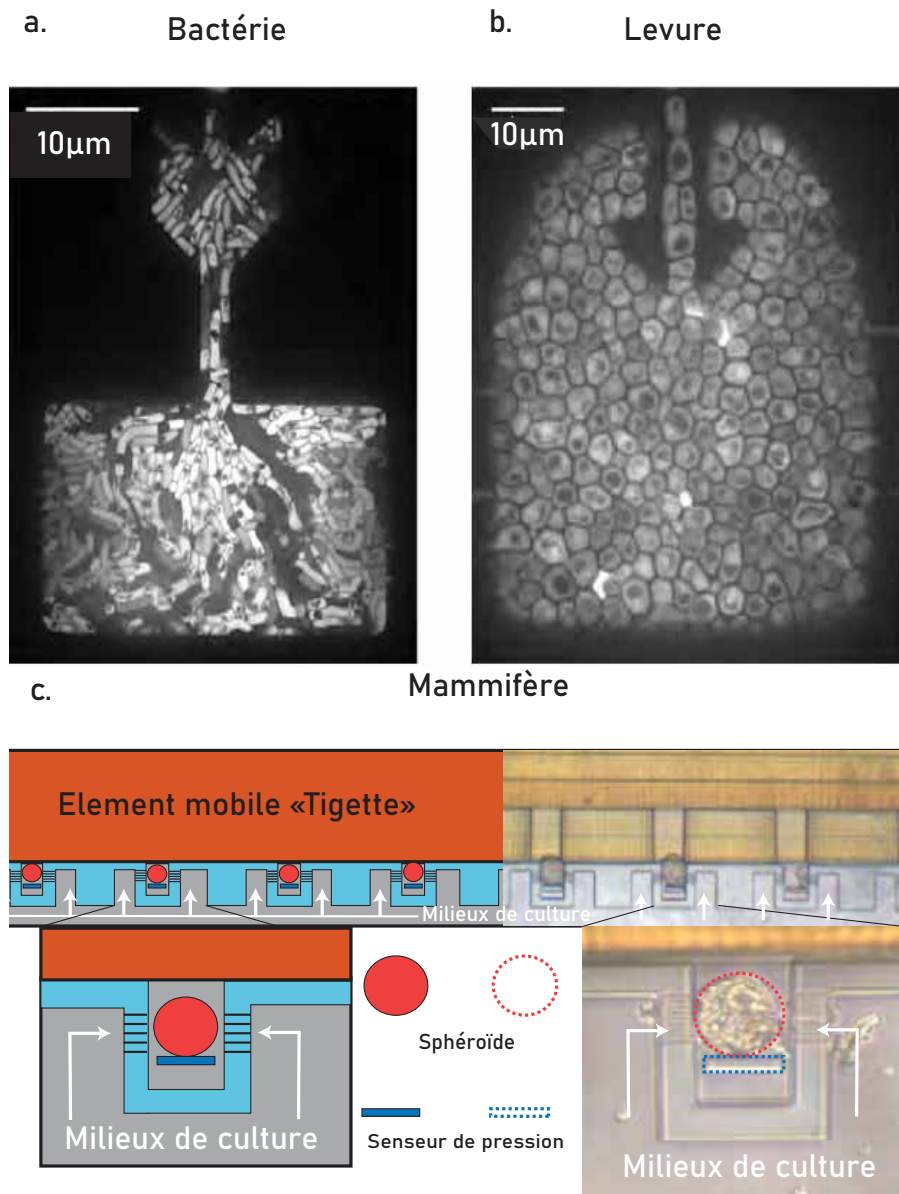 a. Bactérie
b. Levure
10µm
10µm
c. Mammifère
Element mobile «Tigette»
Milieux de culture
Sphéroïde
Milieux de culture
Senseur de pression
Milieux de culture